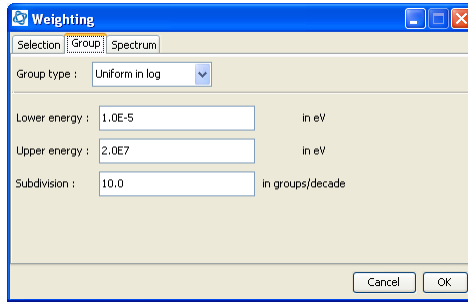 Weighting
Selection Group Spectrum
Group type : Uniform in log
Lower energy : 1.0E-5 in eV
Upper energy : 2.0E7 in eV
Subdivision : 10.0 in groups/decade
Cancel OK